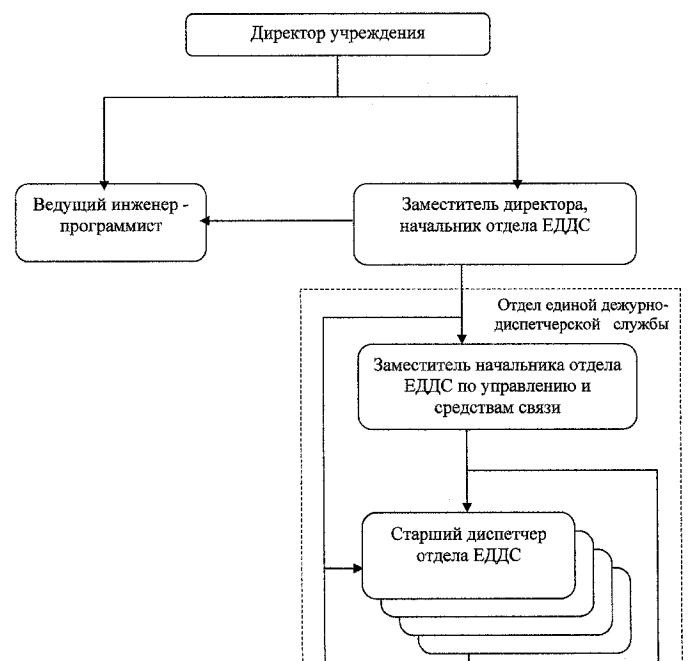 Директор учреждения
Ведущий инженер -
программист
Заместитель директора,
начальник отдела ЕДДС
Отдел единой дежурно-
диспетчерской службы
Заместитель начальника отдела
ЕДДС по управлению и
средствам связи
Старший диспетчер
отдела ЕДДС